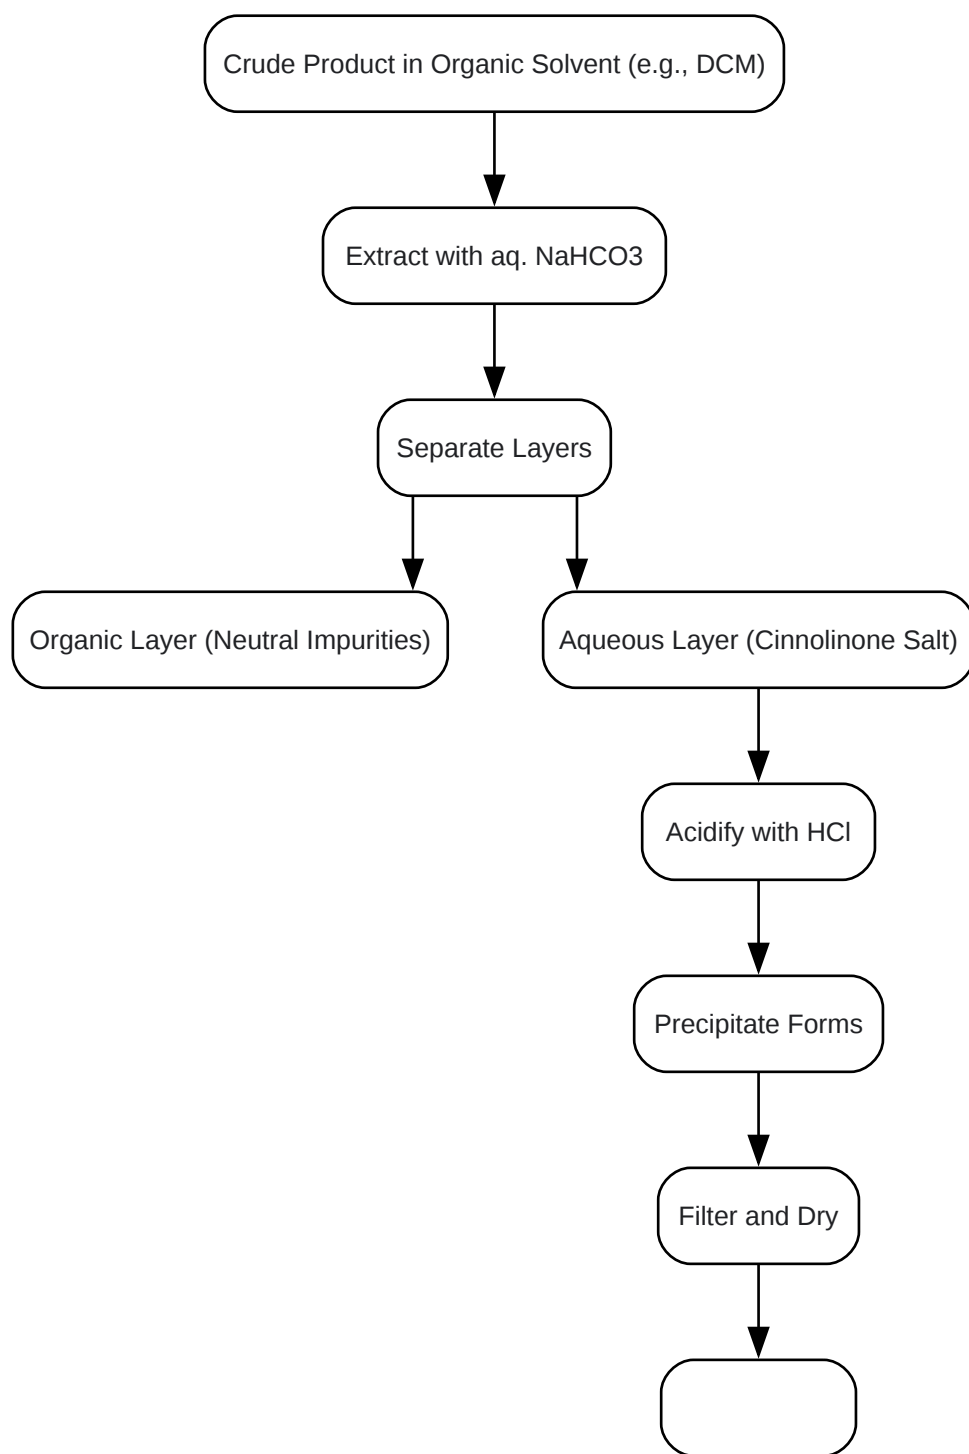 Crude Product in Organic Solvent (e.g., DCM)
Extract with aq. NaHCO3
Separate Layers
Organic Layer (Neutral Impurities)
Aqueous Layer (Cinnolinone Salt)
Acidify with HCl
Precipitate Forms
Filter and Dry